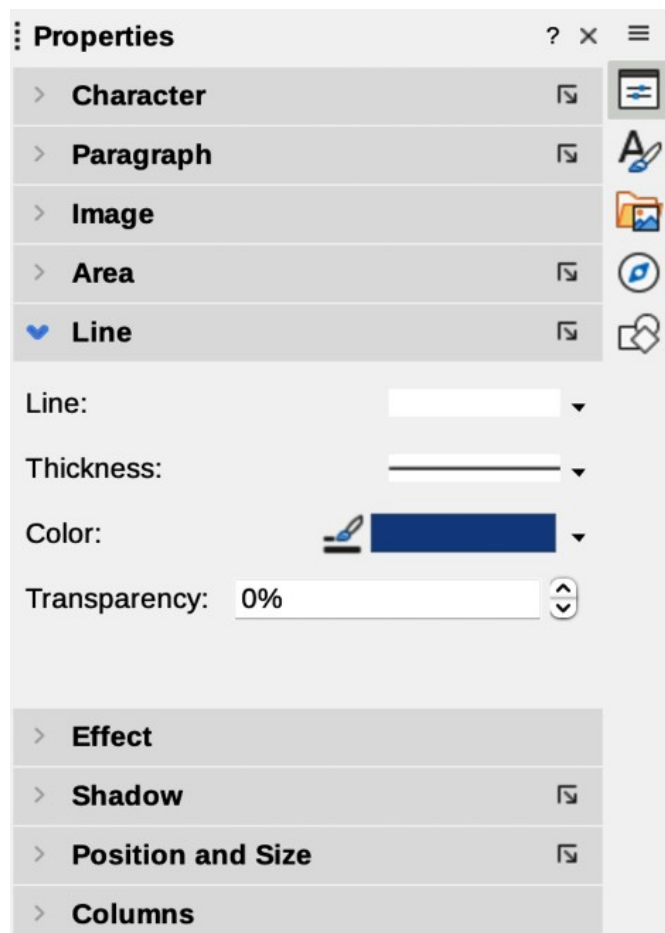 Properties ?
Character
Paragraph
Image
Area
Line
Line:
Thickness:
Color:
Transparency: 0%
Effect
Shadow
Position and Size
Columns